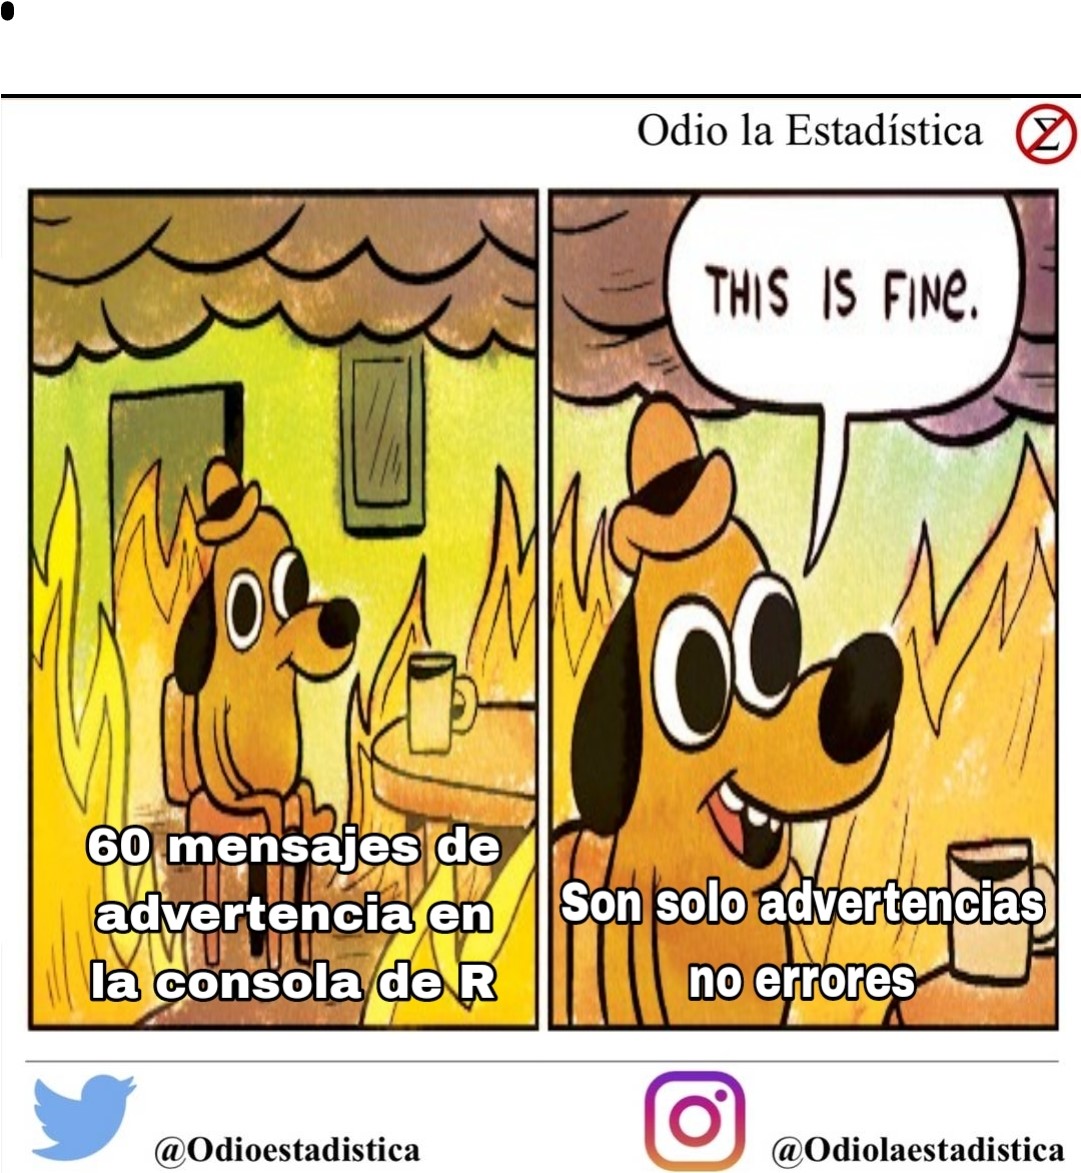 Odio la Estadística
THIS IS FINE.
60 mensajes de
advertencia en
la consola de R
Son solo advertencias
no errores
@Odioestadistica
@Odiolaestadistica